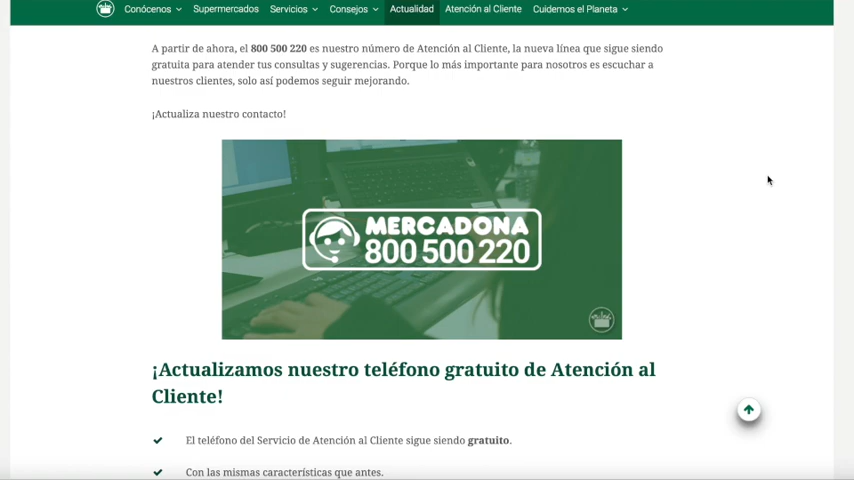 Conócenos Supermercados Servicios Consejos Actualidad Atención al Cliente Cuidemos el Planeta
A partir de ahora, el 800 500 220 es nuestro número de Atención al Cliente, la nueva línea que sigue siendo
gratuita para atender tus consultas y sugerencias. Porque lo más importante para nosotros es escuchar a
nuestros clientes, solo así podemos seguir mejorando.
¡Actualiza nuestro contacto!
MERCADONA
800 500 220
¡Actualizamos nuestro teléfono gratuito de Atención al
Cliente!
El teléfono del Servicio de Atención al Cliente sigue siendo gratuito.
Con las mismas características que antes.